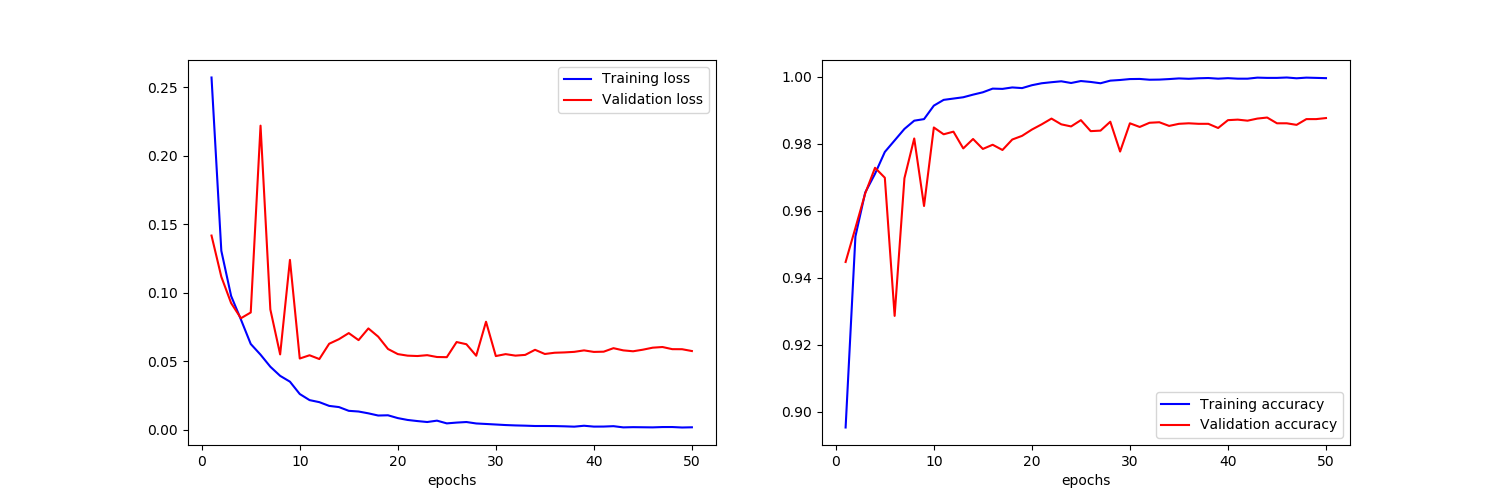 0.25
0.20
0.15
0.10
0.05
0.00
0 10 20 30 40 50
epochs
Training loss
Validation loss
1.00
0.98
0.96
0.94
0.92
0.90
0 10 20 30 40 50
epochs
Training accuracy
Validation accuracy